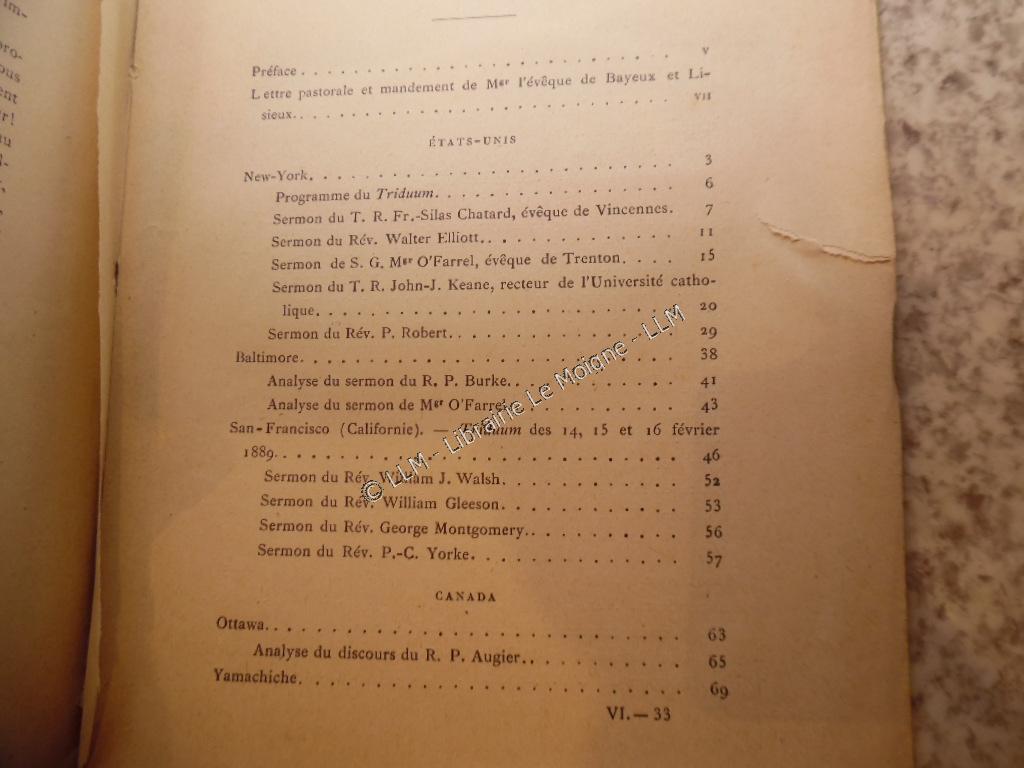 im-
pro-
ous
ent
r!
au
l-
Préface . . . . . . . . . . . . . . . . . . . . . . . . . . . . v
Lettre pastorale et mandement de Mgr l'évêque de Bayeux et Li-
sieux. . . . . . . . . . . . . . . . . . . . . . . . . . . . . VII
ÉTATS-UNIS
New-York. . . . . . . . . . . . . . . . . . . . . . . . . . . 3
Programme du Triduum. . . . . . . . . . . . . . . . . . 6
Sermon du T. R. Fr.-Silas Chatard, évêque de Vincennes. 7
Sermon du Rév. Walter Elliott. . . . . . . . . . . . . . . 11
Sermon de S. G. Mgr O'Farrel, évêque de Trenton. . . . . 15
Sermon du T. R. John-J. Keane, recteur de l'Université catho-
lique. . . . . . . . . . . . . . . . . . . . . . . . . . . 20
Sermon du Rév. P. Robert. . . . . . . . . . . . . . . . . 29
Baltimore. . . . . . . . . . . . . . . . . . . . . . . . . . 38
Analyse du sermon du R. P. Burke. . . . . . . . . . . . . 41
Analyse du sermon de Mgr O'Farrel. . . . . . . . . . . . 43
San-Francisco (Californie). — Triduum des 14, 15 et 16 février
1889. . . . . . . . . . . . . . . . . . . . . . . . . . . 46
Sermon du Rév. William J. Walsh. . . . . . . . . . . . . 52
Sermon du Rév. William Gleeson. . . . . . . . . . . . . 53
Sermon du Rév. George Montgomery. . . . . . . . . . . . 56
Sermon du Rév. P.-C. Yorke. . . . . . . . . . . . . . . 57
CANADA
Ottawa. . . . . . . . . . . . . . . . . . . . . . . . . . . 63
Analyse du discours du R. P. Augier. . . . . . . . . . . 65
Yamachiche. . . . . . . . . . . . . . . . . . . . . . . . . 69
VI.—33
© LLM - Librairie Le Moigne - LLM